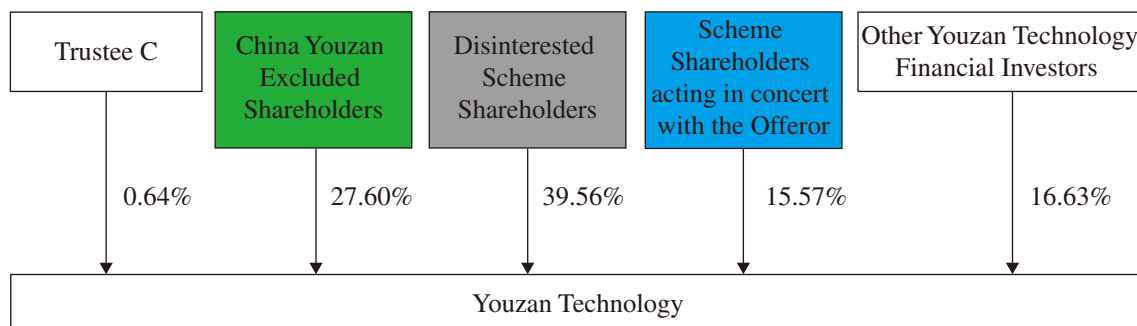 Trustee C
China Youzan
Excluded
Shareholders
Disinterested
Scheme
Shareholders
Scheme
Shareholders
acting in concert
with the Offeror
Other Youzan Technology
Financial Investors
0.64%
27.60%
39.56%
15.57%
16.63%
Youzan Technology